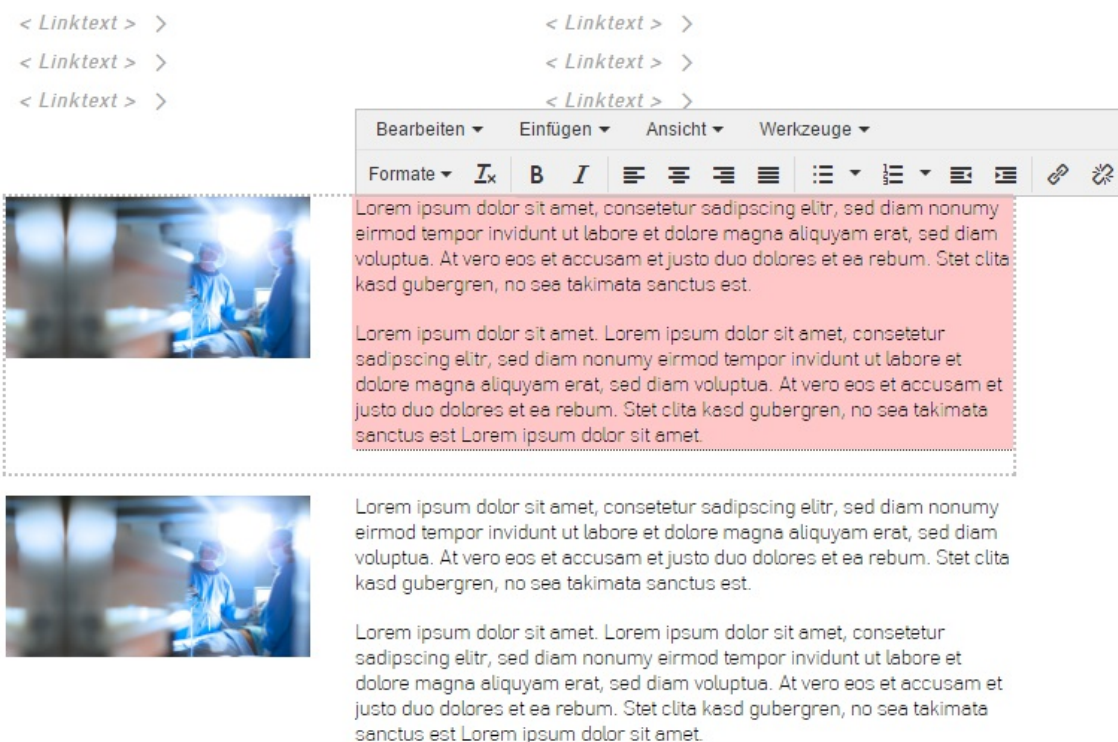 < Linktext > < Linktext >
< Linktext > < Linktext >
< Linktext > < Linktext >
Bearbeiten Einfügen Ansicht Werkzeuge
Formate B I
Lorem ipsum dolor sit amet, consetetur sadipscing elitr, sed diam nonumy
eirmod tempor invidunt ut labore et dolore magna aliquyam erat, sed diam
voluptua. At vero eos et accusam et justo duo dolores et ea rebum. Stet clita
kasd gubergren, no sea takimata sanctus est.
Lorem ipsum dolor sit amet. Lorem ipsum dolor sit amet, consetetur
sadipscing elitr, sed diam nonumy eirmod tempor invidunt ut labore et
dolore magna aliquyam erat, sed diam voluptua. At vero eos et accusam et
justo duo dolores et ea rebum. Stet clita kasd gubergren, no sea takimata
sanctus est Lorem ipsum dolor sit amet.
Lorem ipsum dolor sit amet, consetetur sadipscing elitr, sed diam nonumy
eirmod tempor invidunt ut labore et dolore magna aliquyam erat, sed diam
voluptua. At vero eos et accusam et justo duo dolores et ea rebum. Stet clita
kasd gubergren, no sea takimata sanctus est.
Lorem ipsum dolor sit amet. Lorem ipsum dolor sit amet, consetetur
sadipscing elitr, sed diam nonumy eirmod tempor invidunt ut labore et
dolore magna aliquyam erat, sed diam voluptua. At vero eos et accusam et
justo duo dolores et ea rebum. Stet clita kasd gubergren, no sea takimata
sanctus est Lorem ipsum dolor sit amet.